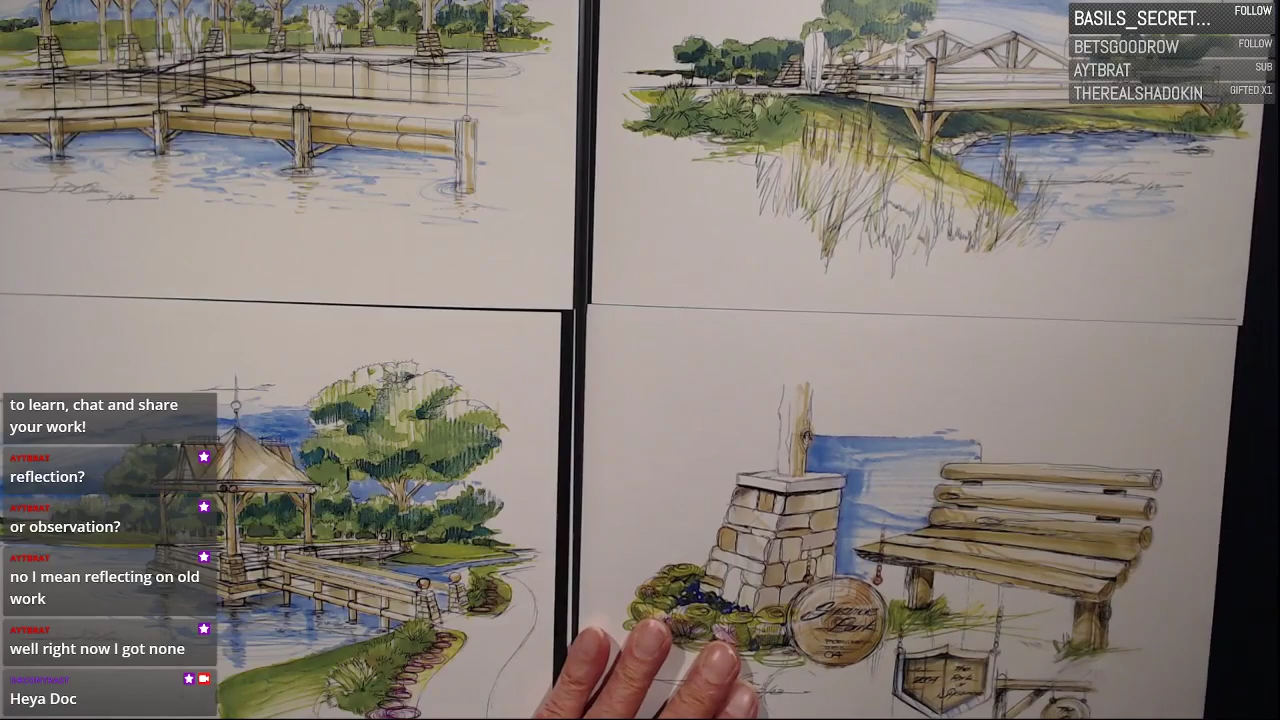 BASILS_SECRET... FOLLOW
BETSGOODROW FOLLOW
AYTBRAT SUB
THEREALSHADOKIN GIFTED X1
to learn, chat and share
your work!
AYTBRAT
reflection?
AYTBRAT
or observation?
AYTBRAT
no I mean reflecting on old
work
AYTBRAT
well right now I got none
Heya Doc